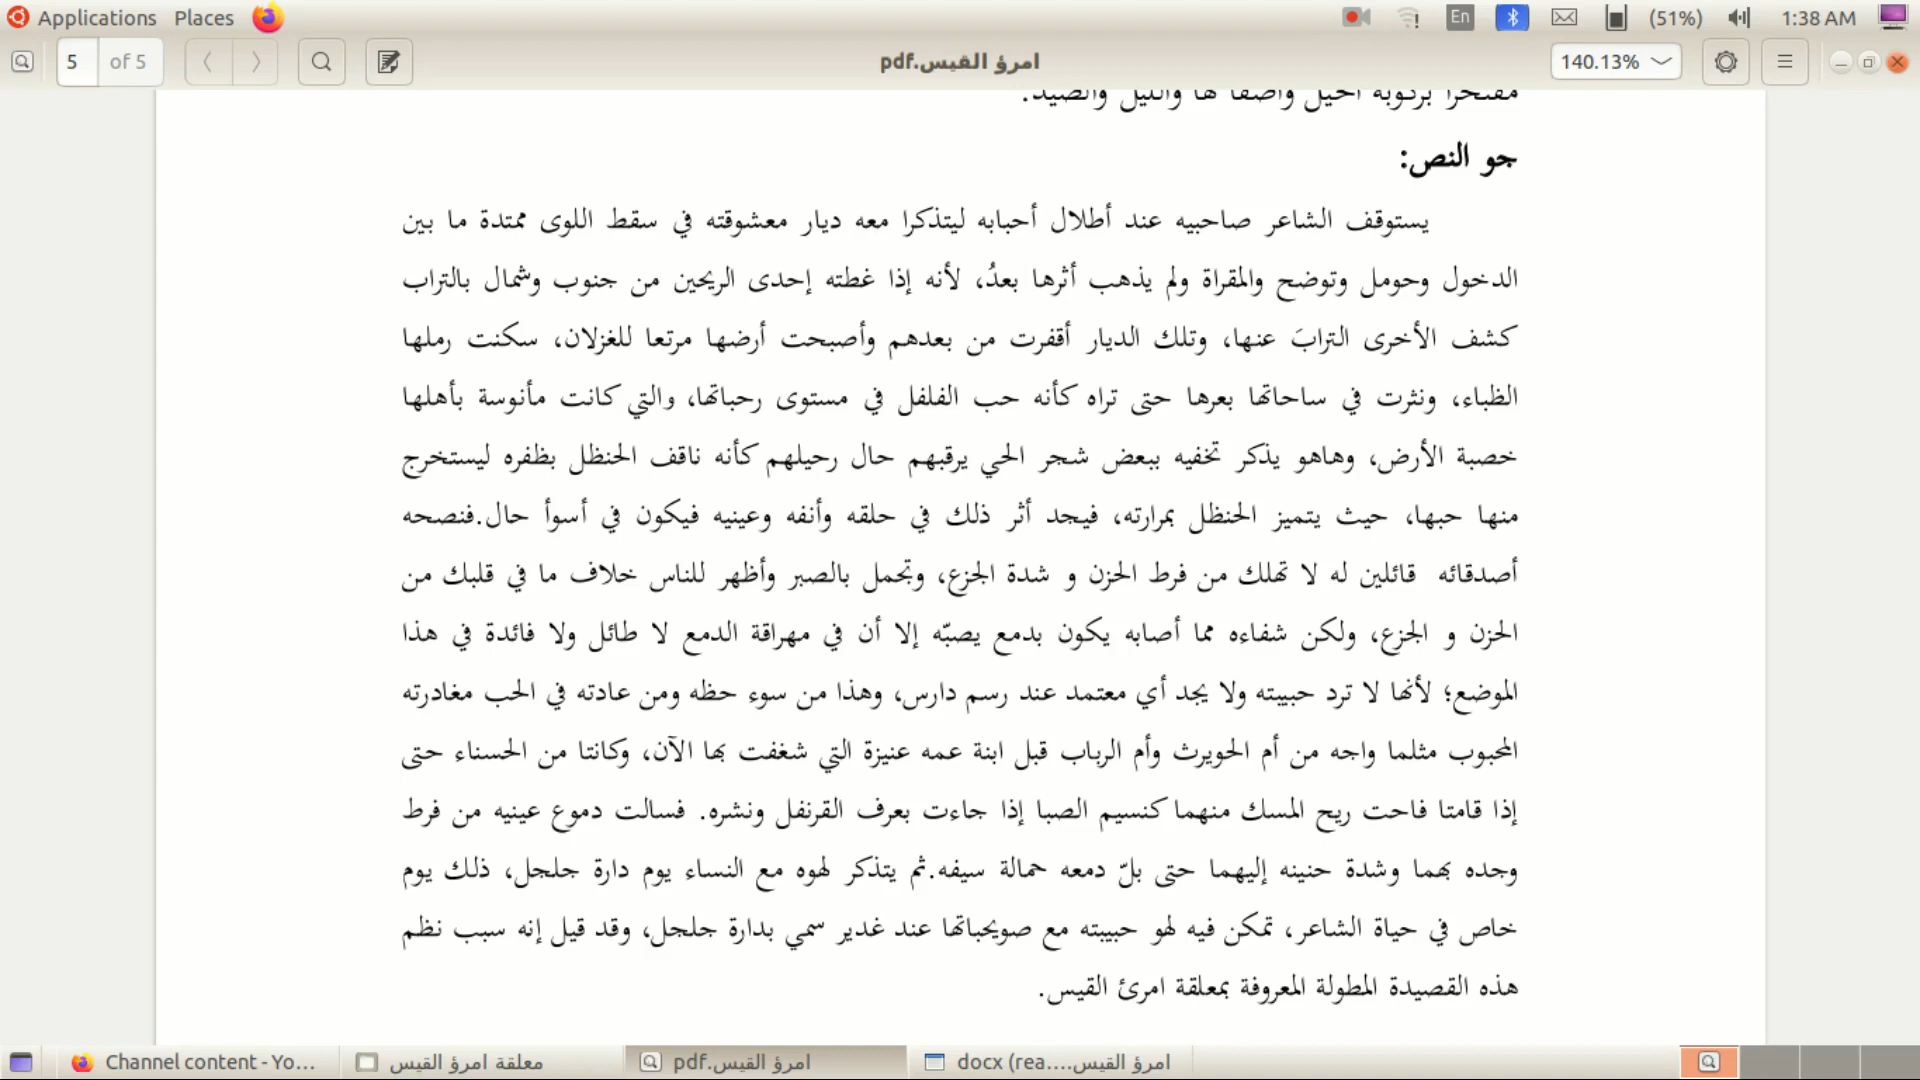 Applications Places En (51%) 1:38 AM
5 of 5 امرؤ القيس.pdf 140.13%
مفتخرا بركوبه الخيل واصفا لها والليل والصيد.
جو النص:
يستوقف الشاعر صاحبيه عند أطلال أحبابه ليتذكرا معه ديار معشوقته في سقط اللوى ممتدة ما بين
الدخول وحومل وتوضح والمقراة ولم يذهب أثرها بعدُ، لأنه إذا غطته إحدى الريحين من جنوب وشمال بالتراب
كشف الأخرى الترابَ عنها، وتلك الديار أقفرت من بعدهم وأصبحت أرضها مرتعا للغزلان، سكنت رملها
الظباء، ونثرت في ساحاتها بعرها حتى تراه كأنه حب الفلفل في مستوى رحباتها، والتي كانت مأنوسة بأهلها
خصبة الأرض، وهاهو يذكر تخفيه ببعض شجر الحي يرقبهم حال رحيلهم كأنه ناقف الحنظل بظفره ليستخرج
منها حبها، حيث يتميز الحنظل بمرارته، فيجد أثر ذلك في حلقه وأنفه وعينيه فيكون في أسوأ حال.فنصحه
أصدقائه قائلين له لا تهلك من فرط الحزن و شدة الجزع، وتجمل بالصبر وأظهر للناس خلاف ما في قلبك من
الحزن و الجزع، ولكن شفاءه مما أصابه يكون بدمع يصبّه إلا أن في مهراقة الدمع لا طائل ولا فائدة في هذا
الموضع؛ لأنها لا ترد حبيبته ولا يجد أي معتمد عند رسم دارس، وهذا من سوء حظه ومن عادته في الحب مغادرته
المحبوب مثلما واجه من أم الحويرث وأم الرباب قبل ابنة عمه عنيزة التي شغفت بها الآن، وكانتا من الحسناء حتى
إذا قامتا فاحت ريح المسك منهما كنسيم الصبا إذا جاءت بعرف القرنفل ونشره. فسالت دموع عينيه من فرط
وجده بهما وشدة حنينه إليهما حتى بلّ دمعه حمالة سيفه.ثم يتذكر لهوه مع النساء يوم دارة جلجل، ذلك يوم
خاص في حياة الشاعر، تمكن فيه لهو حبيبته مع صويحباتها عند غدير سمي بدارة جلجل، وقد قيل إنه سبب نظم
هذه القصيدة المطولة المعروفة بمعلقة امرئ القيس.
Channel content - Yo... معلقة امرؤ القيس امرؤ القيس.pdf امرؤ القيس....docx (rea